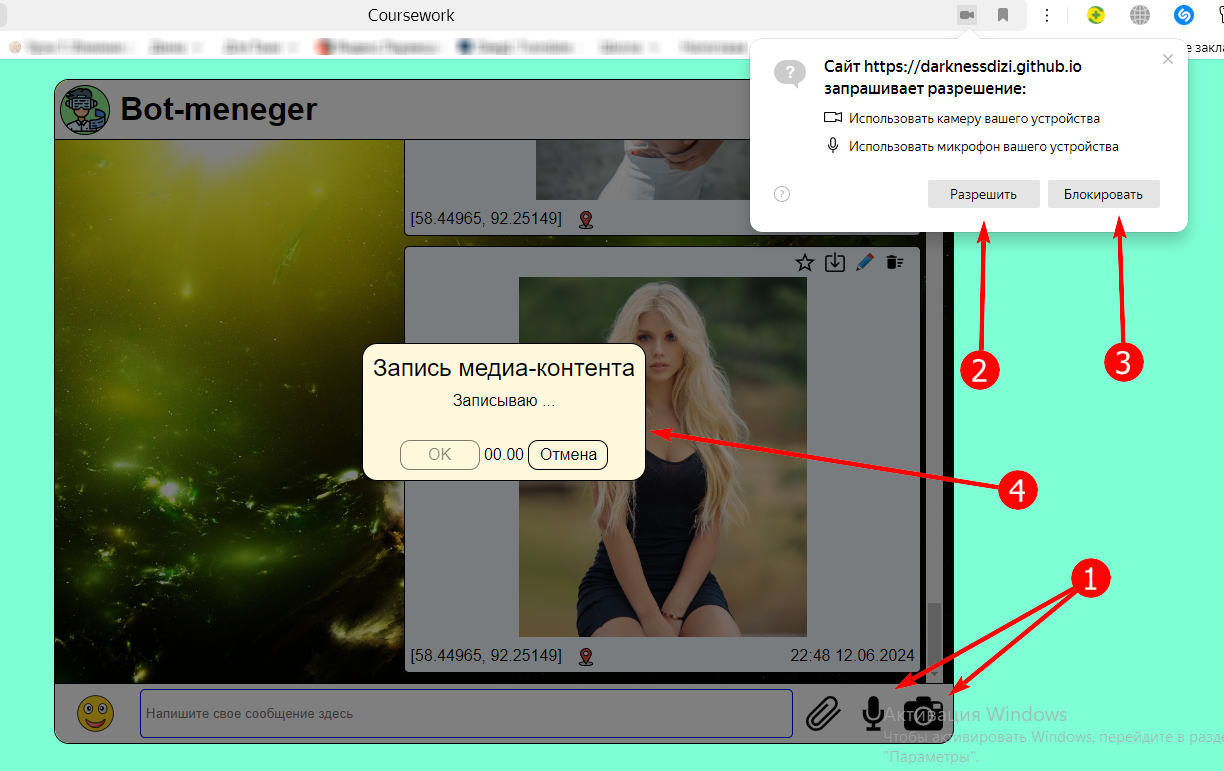 Coursework
е закла
Сайт https://darknessdizi.github.io
запрашивает разрешение:
Использовать камеру вашего устройства
Использовать микрофон вашего устройства
?
Разрешить
Блокировать
Bot-meneger
[58.44965, 92.25149]
2
3
Запись медиа-контента
Записываю ...
OK
00.00
Отмена
4
1
[58.44965, 92.25149]
22:48 12.06.2024
Напишите свое сообщение здесь
Активация Windows
Чтобы активировать Windows, перейдите в разде
"Параметры".